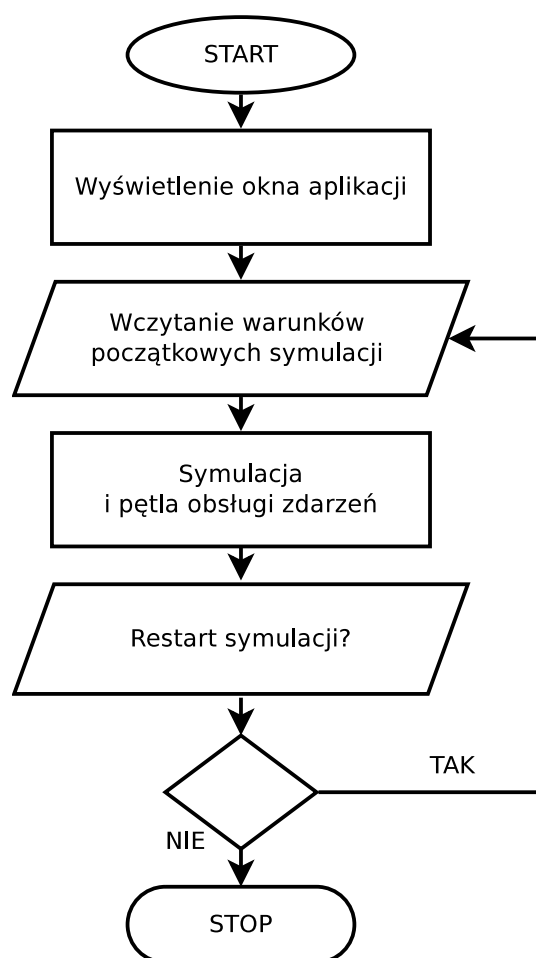 START
Wyświetlenie okna aplikacji
Wczytanie warunków
początkowych symulacji
Symulacja
i pętla obsługi zdarzeń
Restart symulacji?
TAK
NIE
STOP